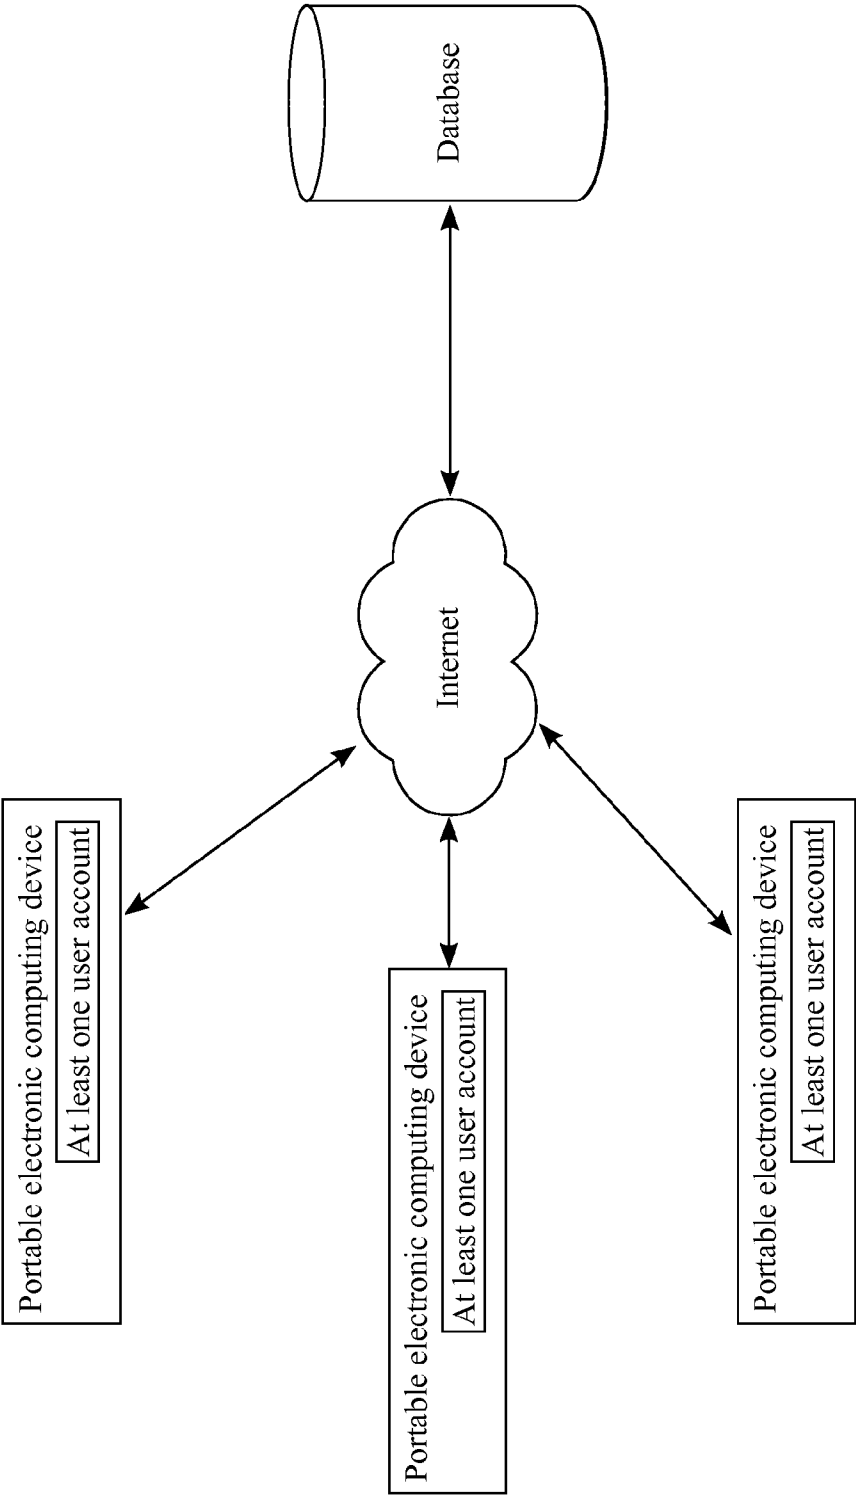 Portable electronic computing device
At least one user account
Portable electronic computing device
At least one user account
Portable electronic computing device
At least one user account
Internet
Database